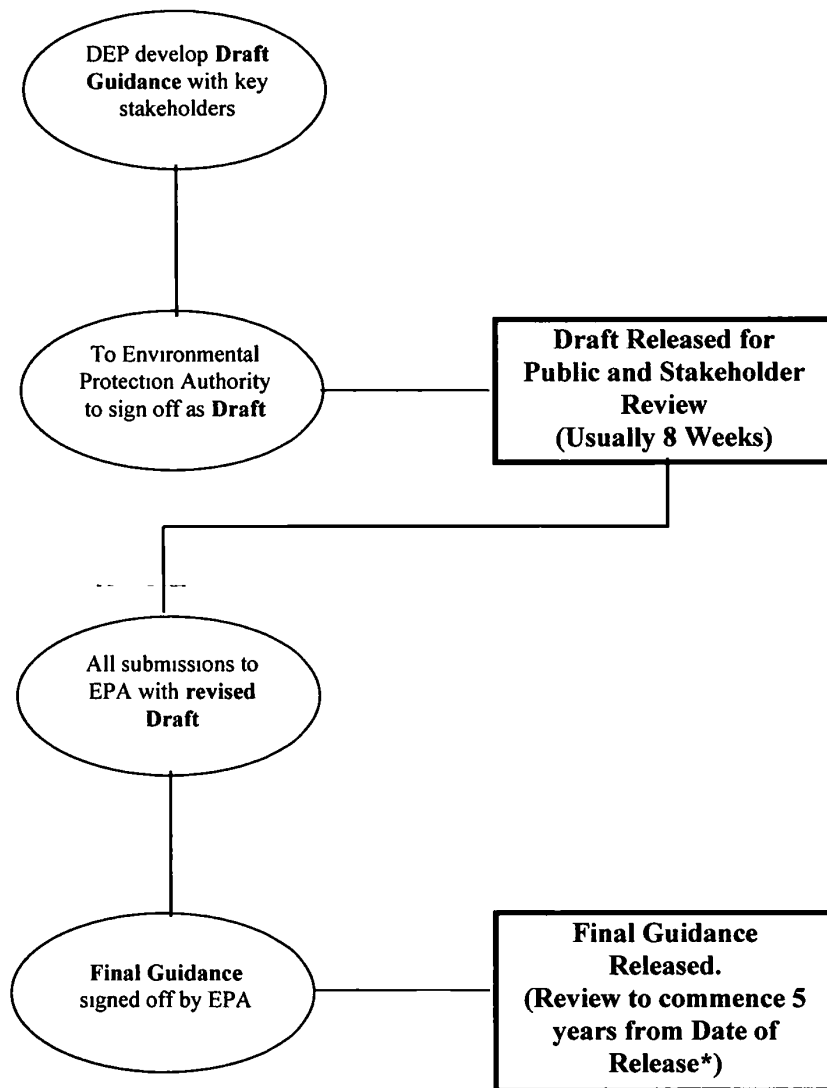 DEP develop Draft
Guidance with key
stakeholders
To Environmental
Protection Authority
to sign off as Draft
Draft Released for
Public and Stakeholder
Review
(Usually 8 Weeks)
All submissions to
EPA with revised
Draft
Final Guidance
signed off by EPA
Final Guidance
Released.
(Review to commence 5
years from Date of
Release*)